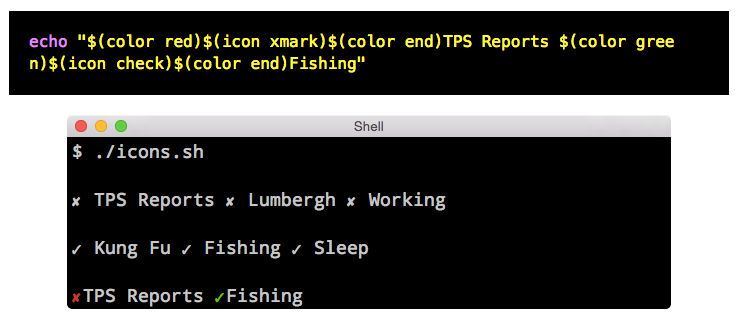 echo "$(color red)$(icon xmark)$(color end)TPS Reports $(color gree
n)$(icon check)$(color end)Fishing"
Shell
$ ./icons.sh
✘ TPS Reports ✘ Lumbergh ✘ Working
✓ Kung Fu ✓ Fishing ✓ Sleep
✘TPS Reports ✓Fishing